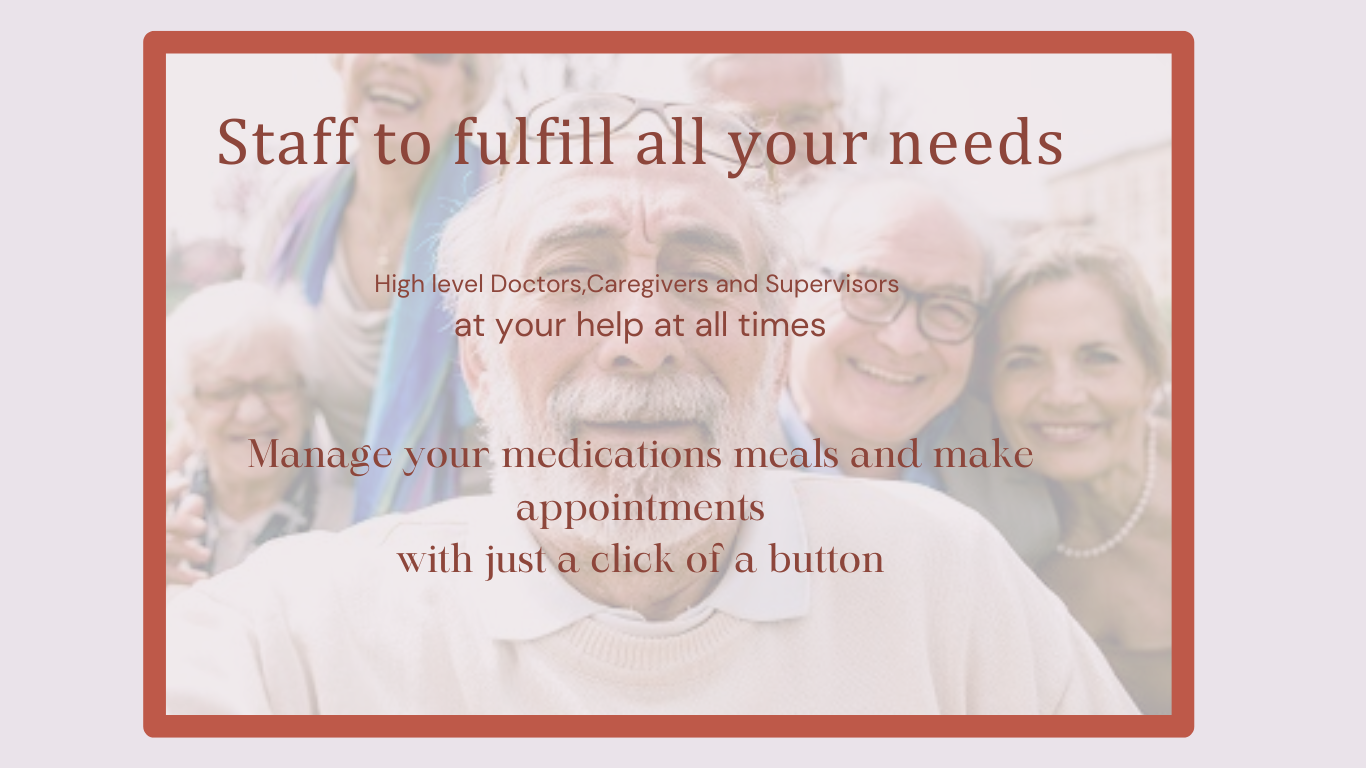 Staff to fulfill all your needs
High level Doctors,Caregivers and Supervisors
at your help at all times
Manage your medications meals and make
appointments
with just a click of a button